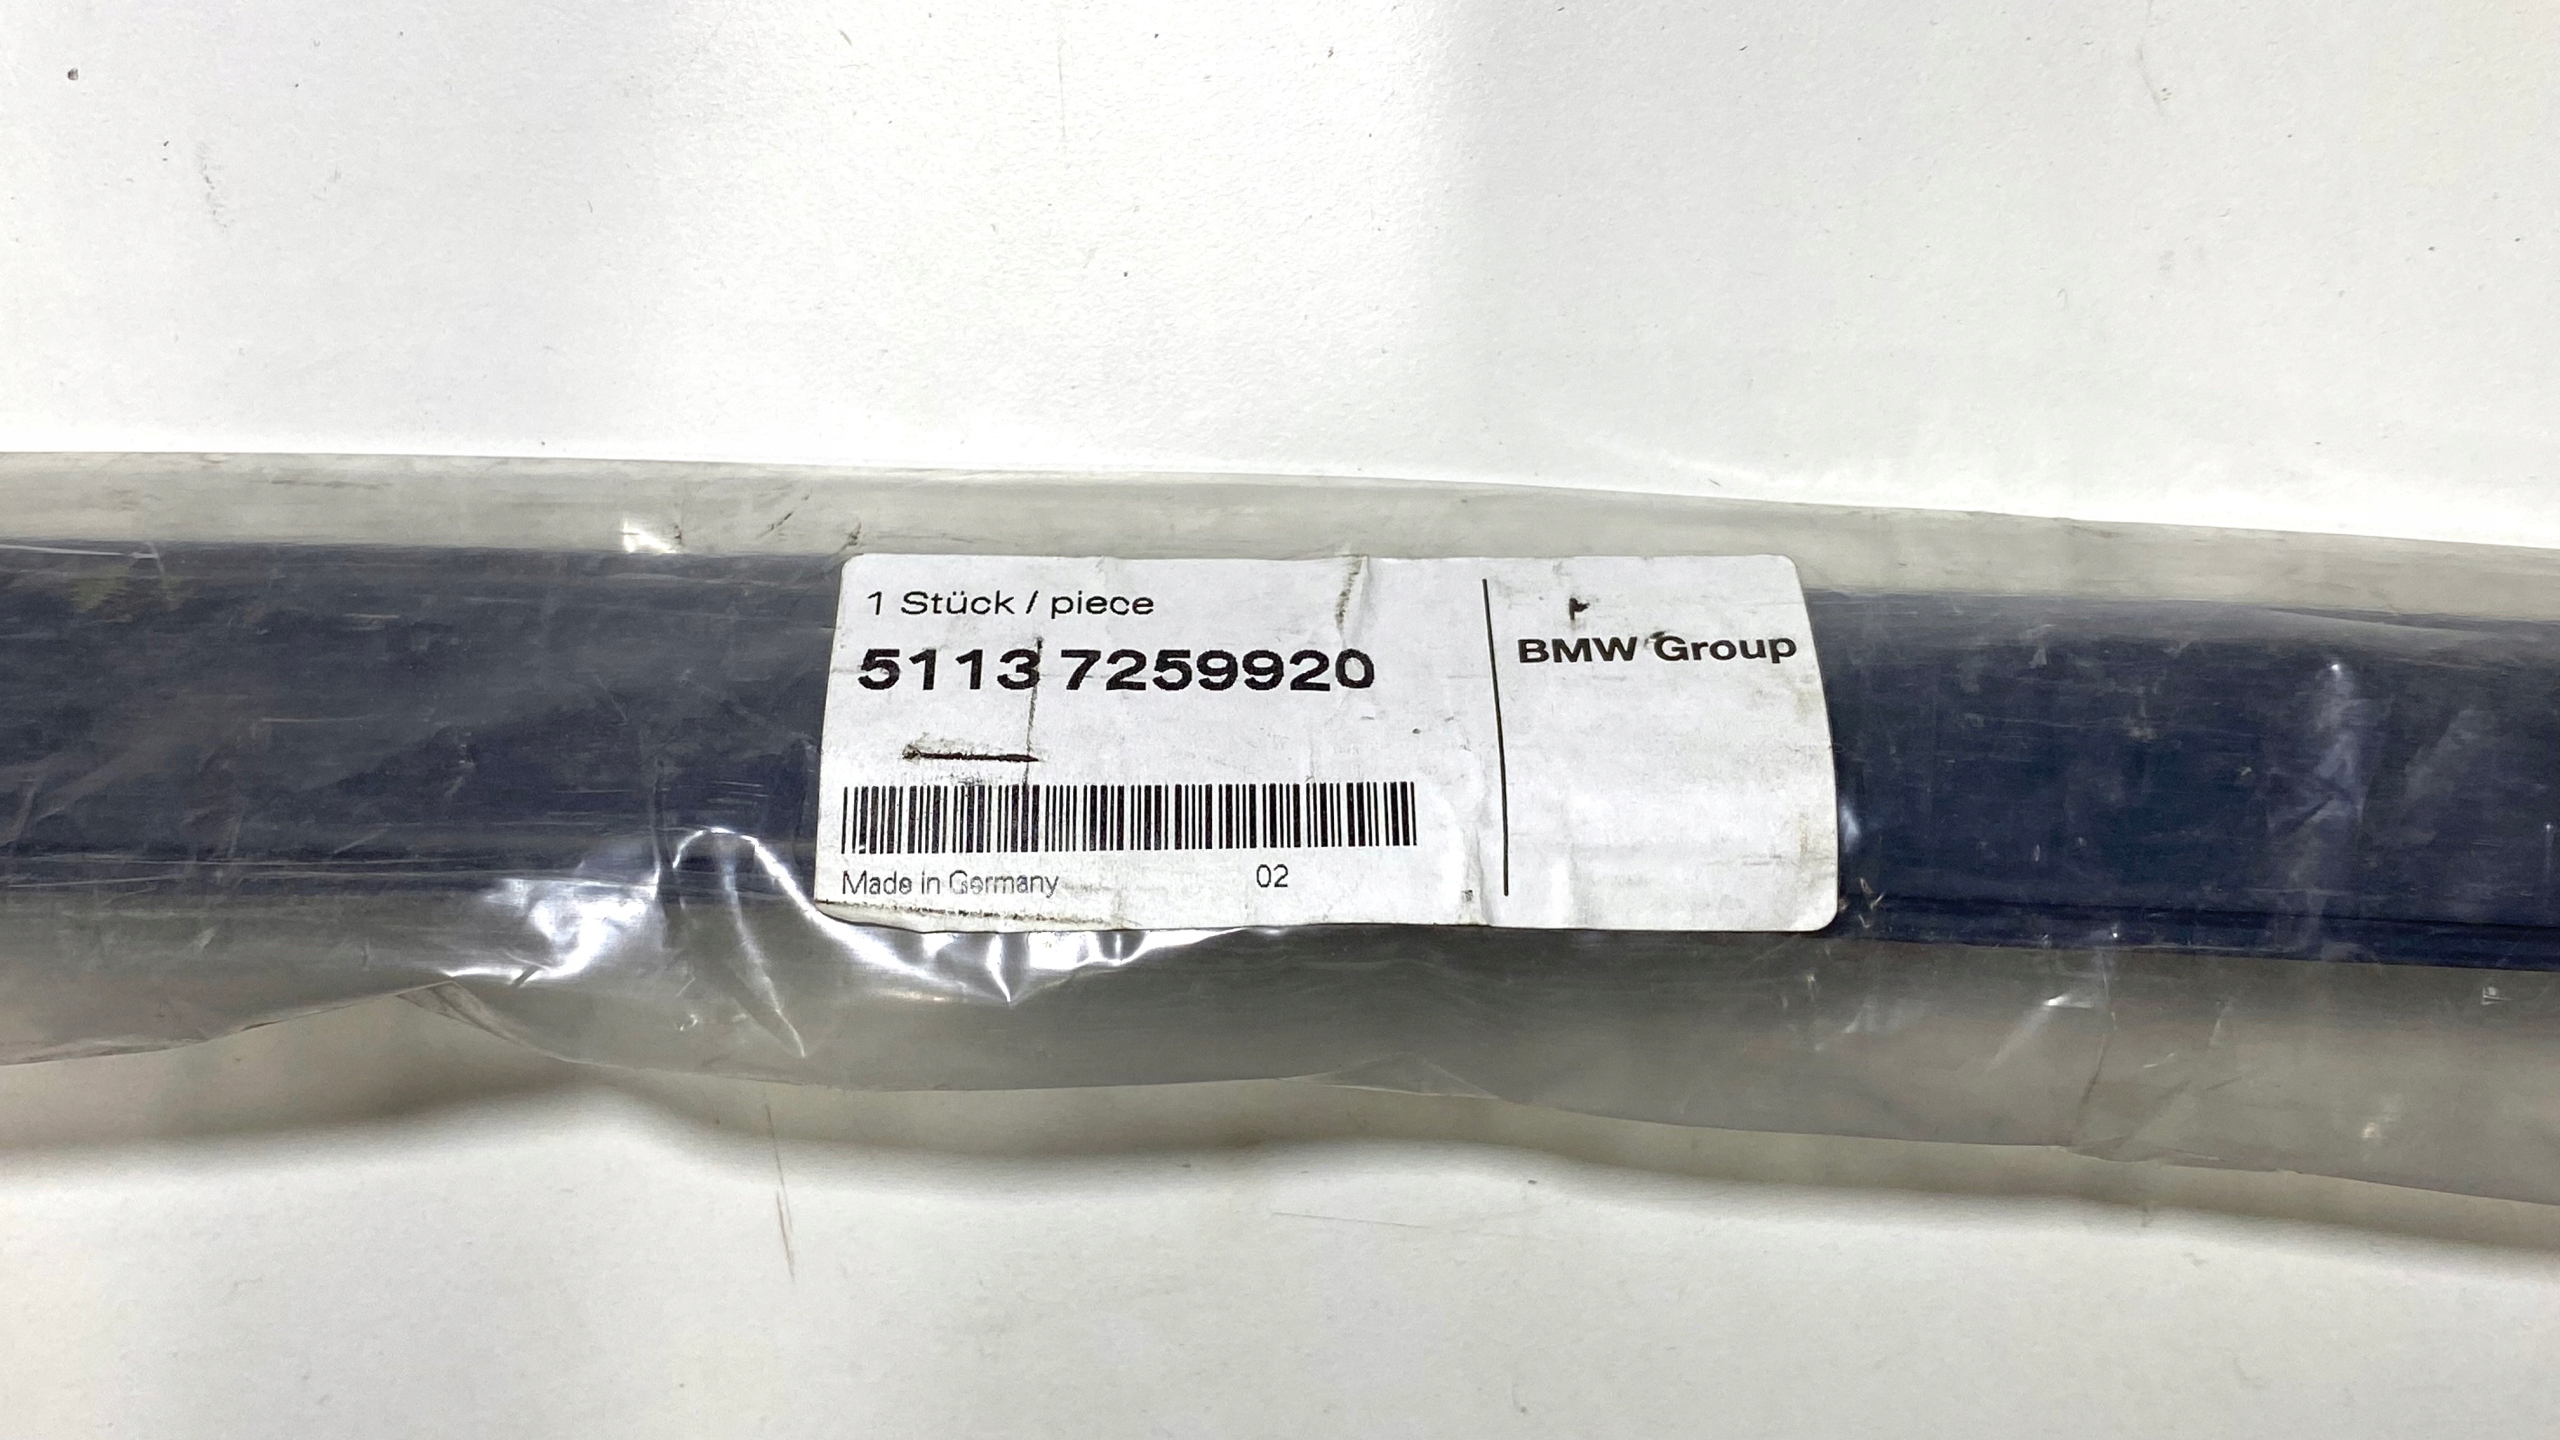 1 Stück / piece
5113 7259920
BMW Group
Made in Germany 02